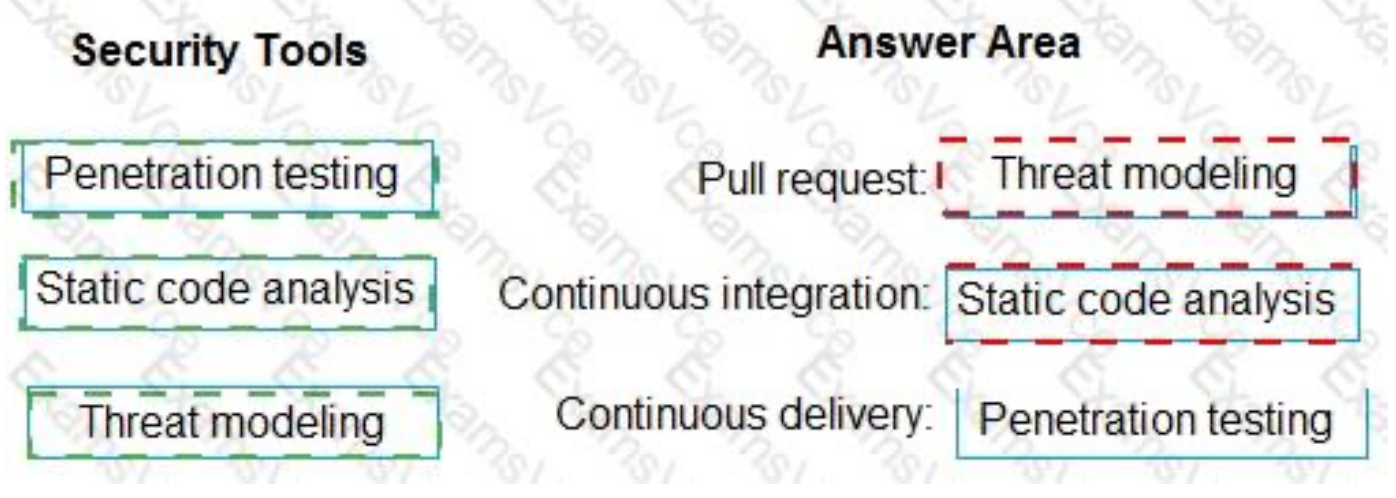 Security Tools
Answer Area
Penetration testing
Pull request: Threat modeling
Static code analysis
Continuous integration: Static code analysis
Threat modeling
Continuous delivery: Penetration testing
ExamsVce